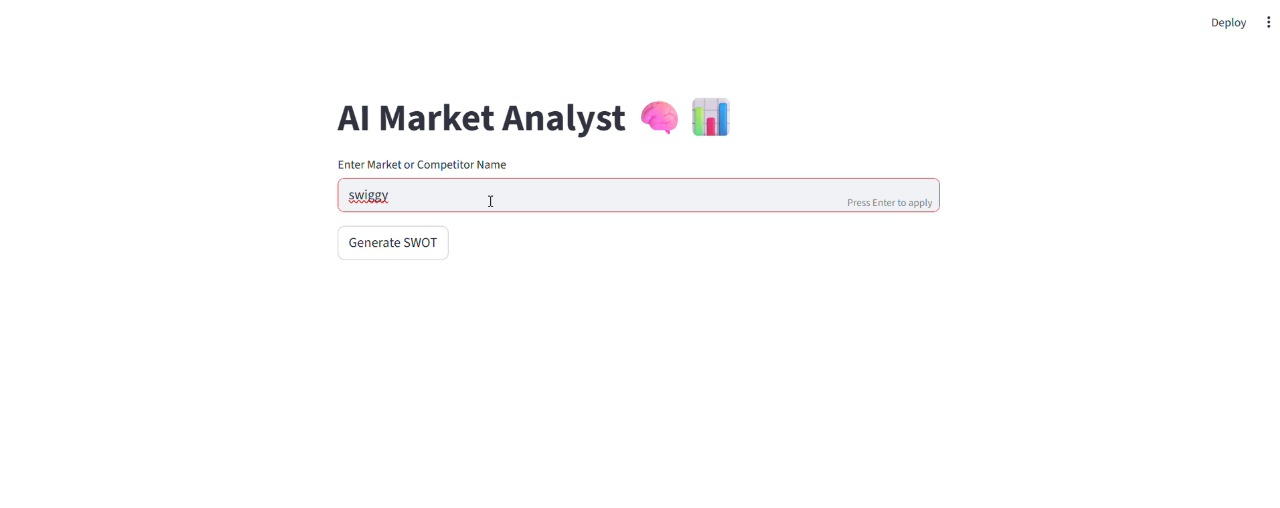 Deploy
AI Market Analyst 🧠 📊
Enter Market or Competitor Name
swiggy
Press Enter to apply
Generate SWOT